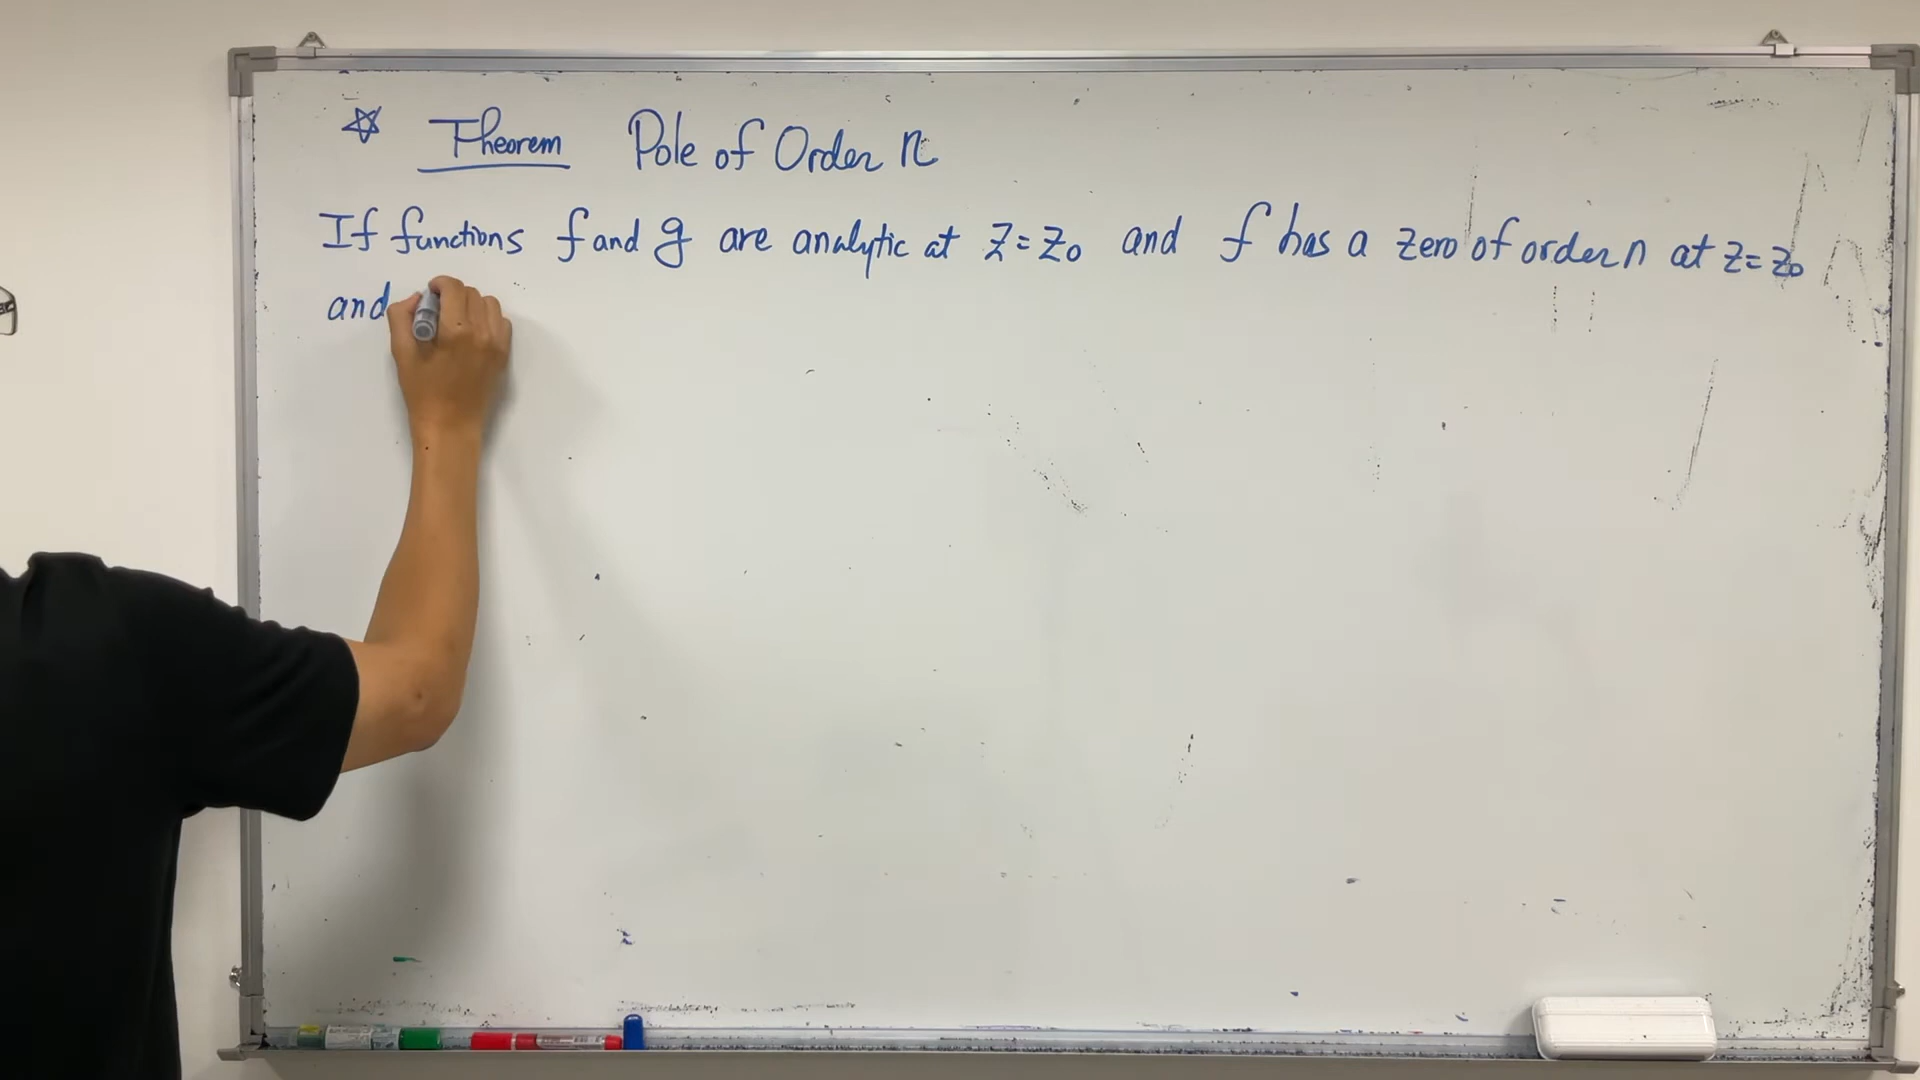 ☆ Theorem Pole of Order n
If functions f and g are analytic at z=z₀ and f has a zero of order n at z=z₀
and